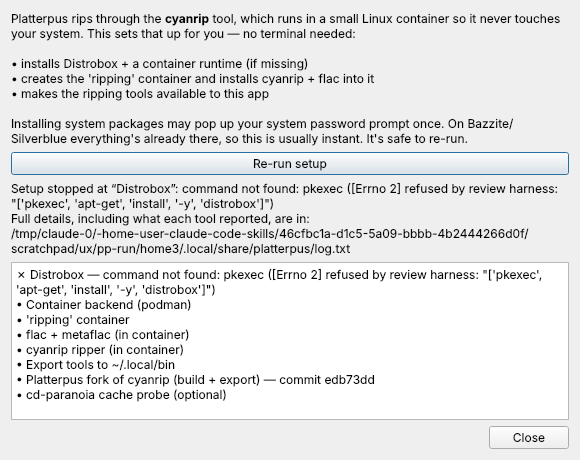 Platterpus rips through the cyanrip tool, which runs in a small Linux container so it never touches
your system. This sets that up for you — no terminal needed:
• installs Distrobox + a container runtime (if missing)
• creates the 'ripping' container and installs cyanrip + flac into it
• makes the ripping tools available to this app
Installing system packages may pop up your system password prompt once. On Bazzite/
Silverblue everything's already there, so this is usually instant. It's safe to re-run.
Re-run setup
Setup stopped at “Distrobox”: command not found: pkexec ([Errno 2] refused by review harness:
"['pkexec', 'apt-get', 'install', '-y', 'distrobox']")
Full details, including what each tool reported, are in:
/tmp/claude-0/-home-user-claude-code-skills/46cfbc1a-d1c5-5a09-bbbb-4b2444266d0f/
scratchpad/ux/pp-run/home3/.local/share/platterpus/log.txt
× Distrobox — command not found: pkexec ([Errno 2] refused by review harness: "['pkexec',
'apt-get', 'install', '-y', 'distrobox']")
• Container backend (podman)
• 'ripping' container
• flac + metaflac (in container)
• cyanrip ripper (in container)
• Export tools to ~/.local/bin
• Platterpus fork of cyanrip (build + export) — commit edb73dd
• cd-paranoia cache probe (optional)
Close